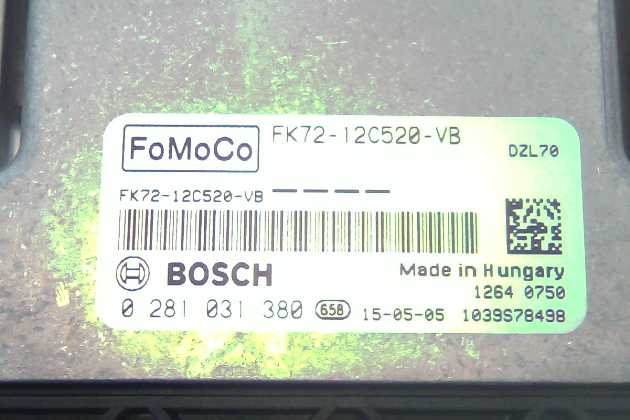 FoMoCo FK72-12C520-VB DZL70
FK72-12C520-VB — — — —
BOSCH Made in Hungary
1264 0750
0 281 031 380 658 15-05-05 1039S78498